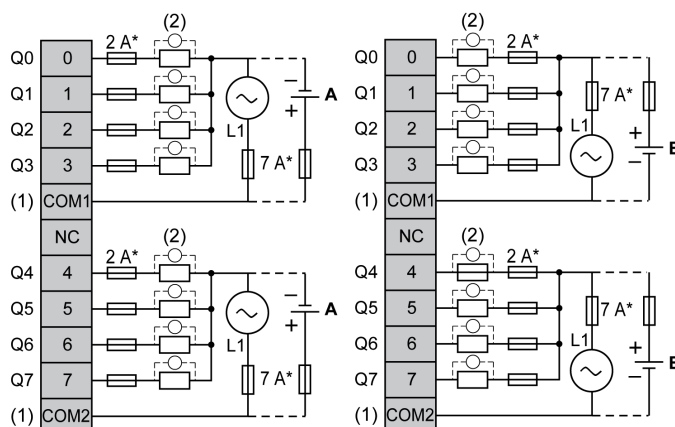 (2)
Q0 0 2 A*
Q1 1
− A
Q2 2
+
L1
Q3 3
7 A*
(1) COM1
NC
(2)
Q4 4 2 A*
Q5 5
− A
Q6 6
+
L1
Q7 7
7 A*
(1) COM2
(2)
Q0 0 2 A*
Q1 1
7 A*
Q2 2
L1
+
Q3 3
−
(1) COM1
NC
(2)
Q4 4 2 A*
Q5 5
7 A*
Q6 6
L1
+
Q7 7
−
(1) COM2